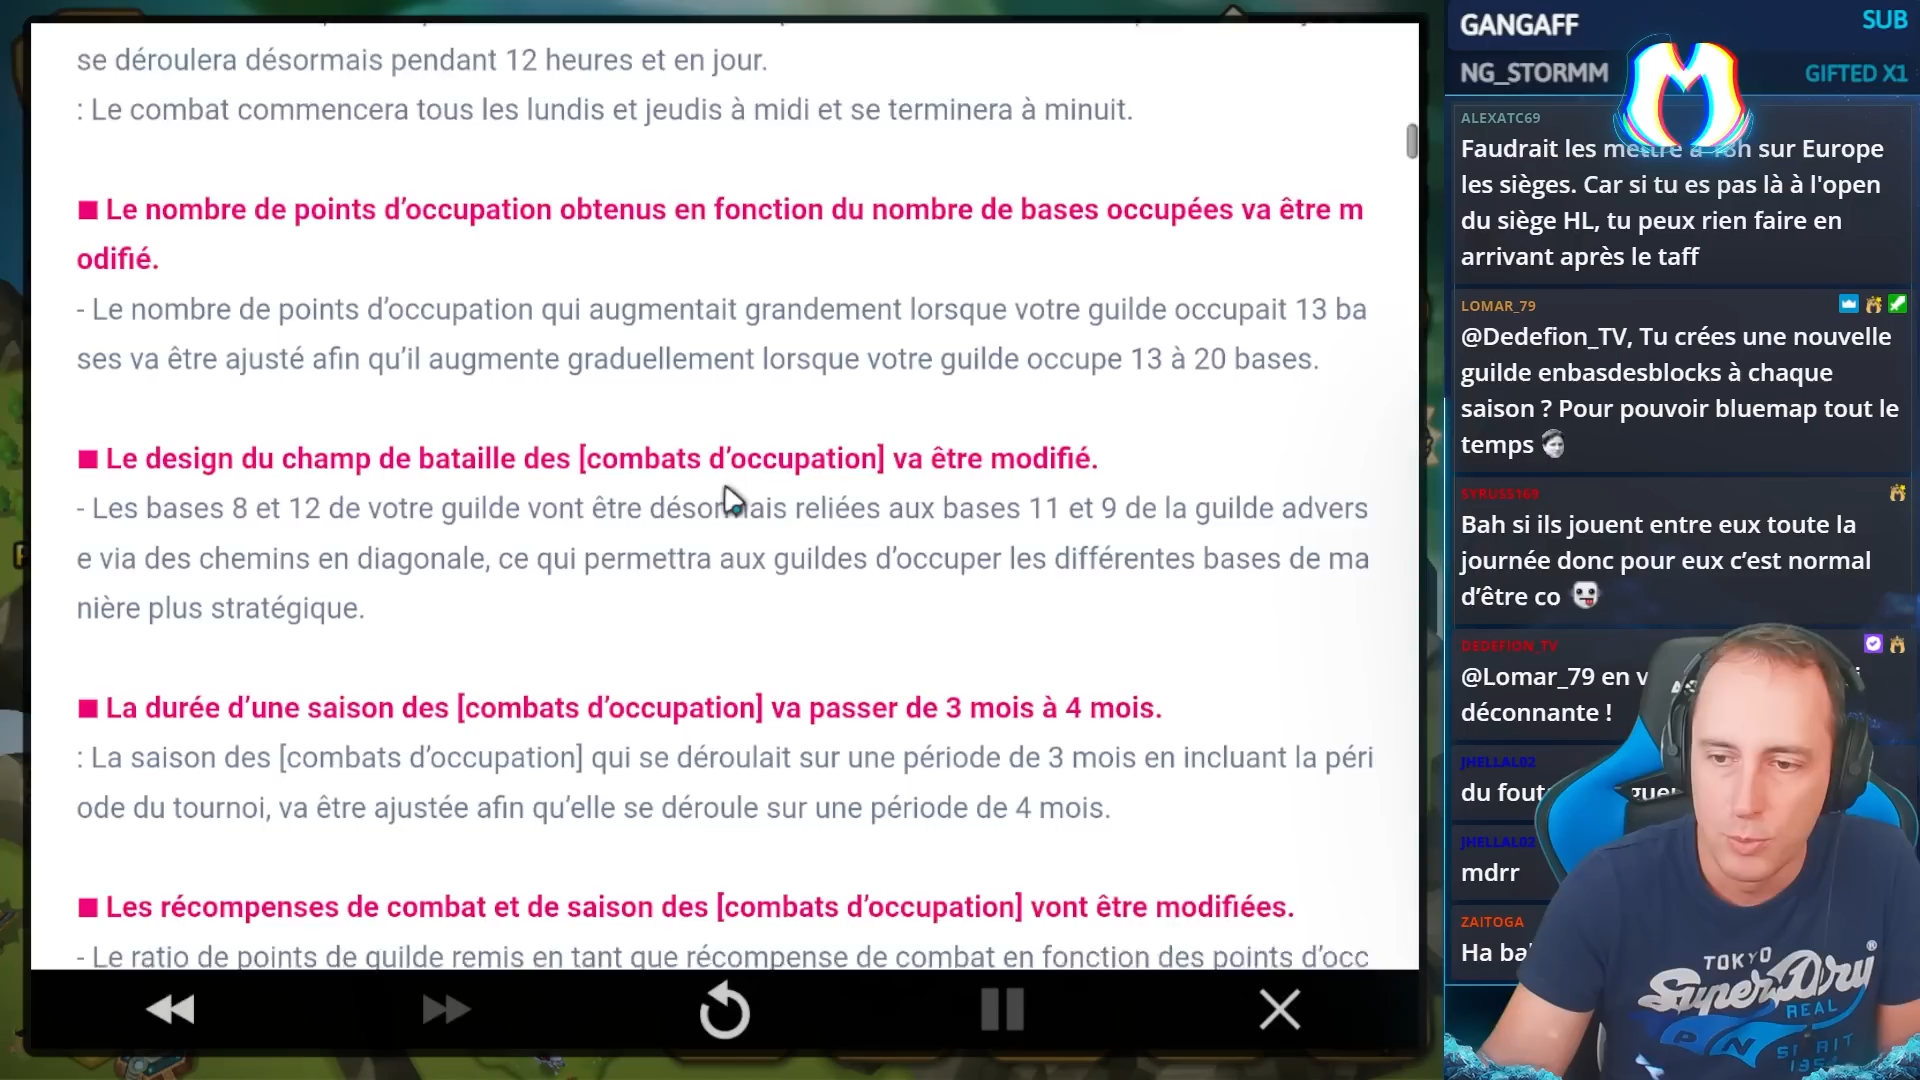 se déroulera désormais pendant 12 heures et en jour.
: Le combat commencera tous les lundis et jeudis à midi et se terminera à minuit.
■ Le nombre de points d’occupation obtenus en fonction du nombre de bases occupées va être m
odifié.
- Le nombre de points d’occupation qui augmentait grandement lorsque votre guilde occupait 13 ba
ses va être ajusté afin qu’il augmente graduellement lorsque votre guilde occupe 13 à 20 bases.
■ Le design du champ de bataille des [combats d’occupation] va être modifié.
- Les bases 8 et 12 de votre guilde vont être désormais reliées aux bases 11 et 9 de la guilde advers
e via des chemins en diagonale, ce qui permettra aux guildes d’occuper les différentes bases de ma
nière plus stratégique.
■ La durée d’une saison des [combats d’occupation] va passer de 3 mois à 4 mois.
: La saison des [combats d’occupation] qui se déroulait sur une période de 3 mois en incluant la péri
ode du tournoi, va être ajustée afin qu’elle se déroule sur une période de 4 mois.
■ Les récompenses de combat et de saison des [combats d’occupation] vont être modifiées.
- Le ratio de points de guilde remis en tant que récompense de combat en fonction des points d’occ
GANGAFF SUB
NG_STORMM GIFTED X1
ALEXATC69
Faudrait les mettre à 18h sur Europe
les sièges. Car si tu es pas là à l'open
du siège HL, tu peux rien faire en
arrivant après le taff
LOMAR_79
@Dedefion_TV, Tu crées une nouvelle
guilde enbasdesblocks à chaque
saison ? Pour pouvoir bluemap tout le
temps
SYRUSS169
Bah si ils jouent entre eux toute la
journée donc pour eux c’est normal
d’être co
DEDEFION_TV
@Lomar_79 en
déconnante !
JHELLAL02
du
JHELLAL02
mdrr
ZAITOGA
Ha
TOKYO
SuperDry
REAL